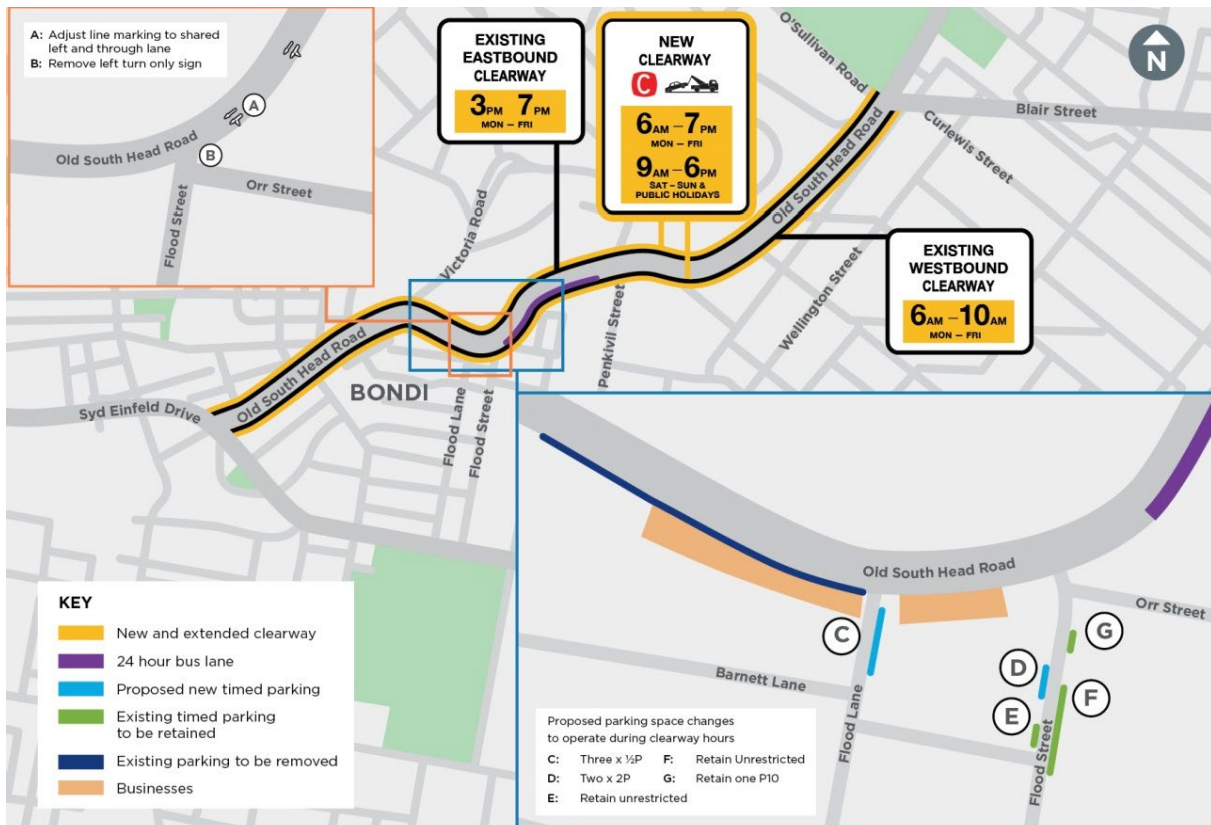 A: Adjust line marking to shared
left and through lane
B: Remove left turn only sign
A
B
Old South Head Road
Orr Street
Flood Street
EXISTING
EASTBOUND
CLEARWAY
3PM 7PM
MON – FRI
NEW
CLEARWAY
C
6AM – 7PM
MON – FRI
9AM – 6PM
SAT – SUN &
PUBLIC HOLIDAYS
O'Sullivan Road
N
Blair Street
Curlewis Street
Old South Head Road
Victoria Road
EXISTING
WESTBOUND
CLEARWAY
6AM – 10AM
MON – FRI
Wellington Street
Penkivil Street
Old South Head Road
BONDI
Syd Einfeld Drive
Flood Lane
Flood Street
KEY
New and extended clearway
24 hour bus lane
Proposed new timed parking
Existing timed parking
to be retained
Existing parking to be removed
Businesses
Old South Head Road
Orr Street
C
G
D
F
E
Barnett Lane
Flood Lane
Flood Street
Proposed parking space changes
to operate during clearway hours
C: Three x ½P F: Retain Unrestricted
D: Two x 2P G: Retain one P10
E: Retain unrestricted